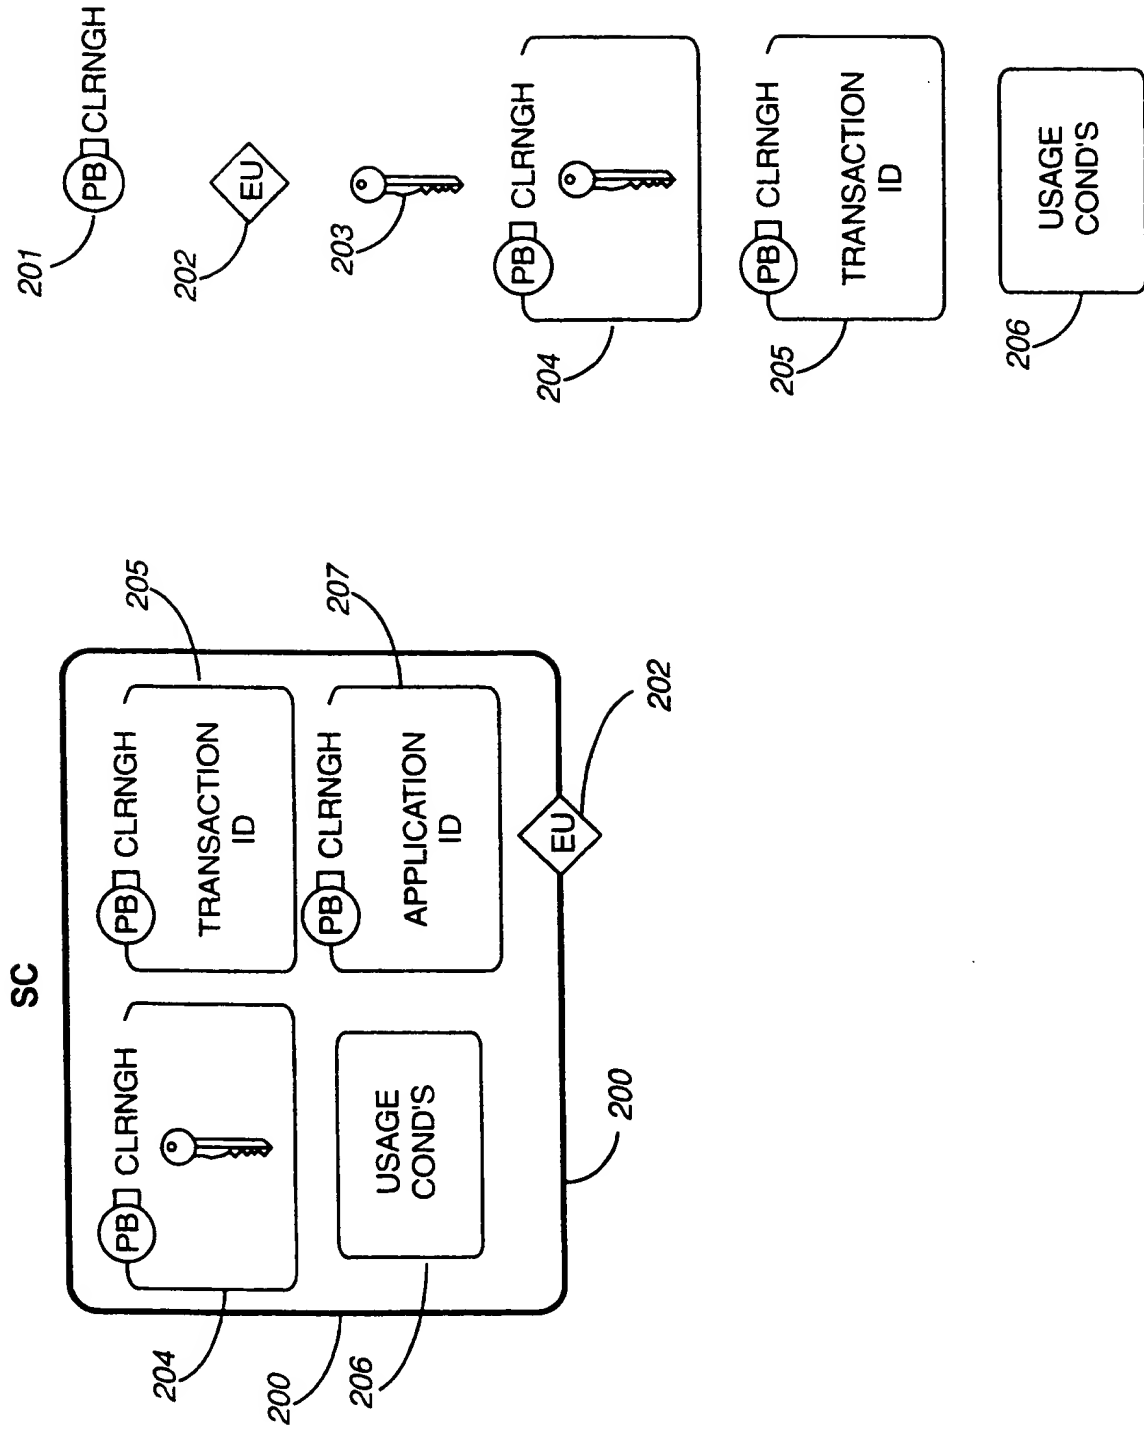 SC
204
PB CLRNGH
PB CLRNGH
TRANSACTION
ID
205
200
206
USAGE
COND'S
PB CLRNGH
APPLICATION
ID
207
200
EU
202
201
PB CLRNGH
202
EU
203
204
PB CLRNGH
205
PB CLRNGH
TRANSACTION
ID
206
USAGE
COND'S